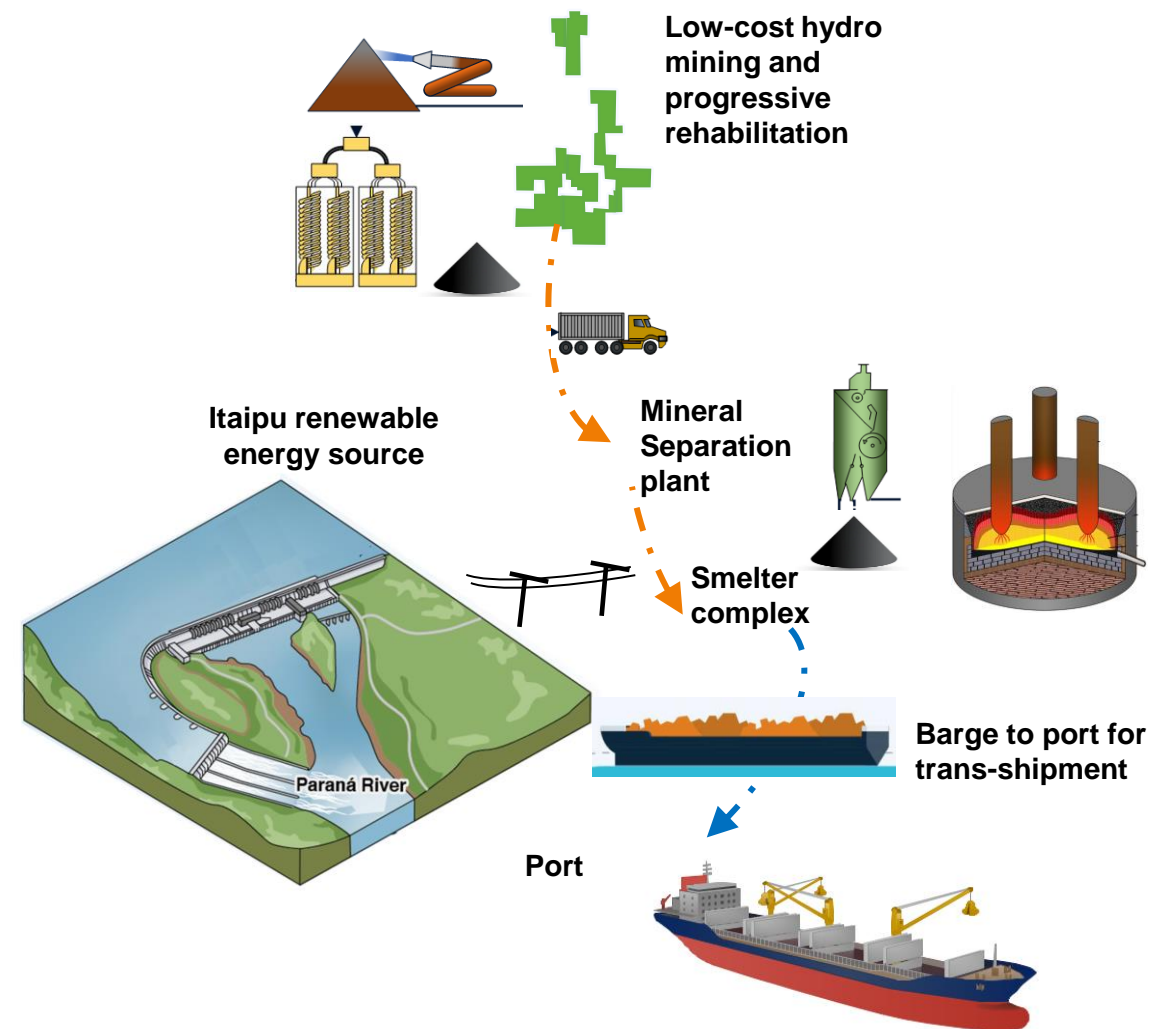 Low-cost hydro
mining and
progressive
rehabilitation
Itaipu renewable
energy source
Mineral
Separation
plant
Smelter
complex
Paraná River
Barge to port for
trans-shipment
Port